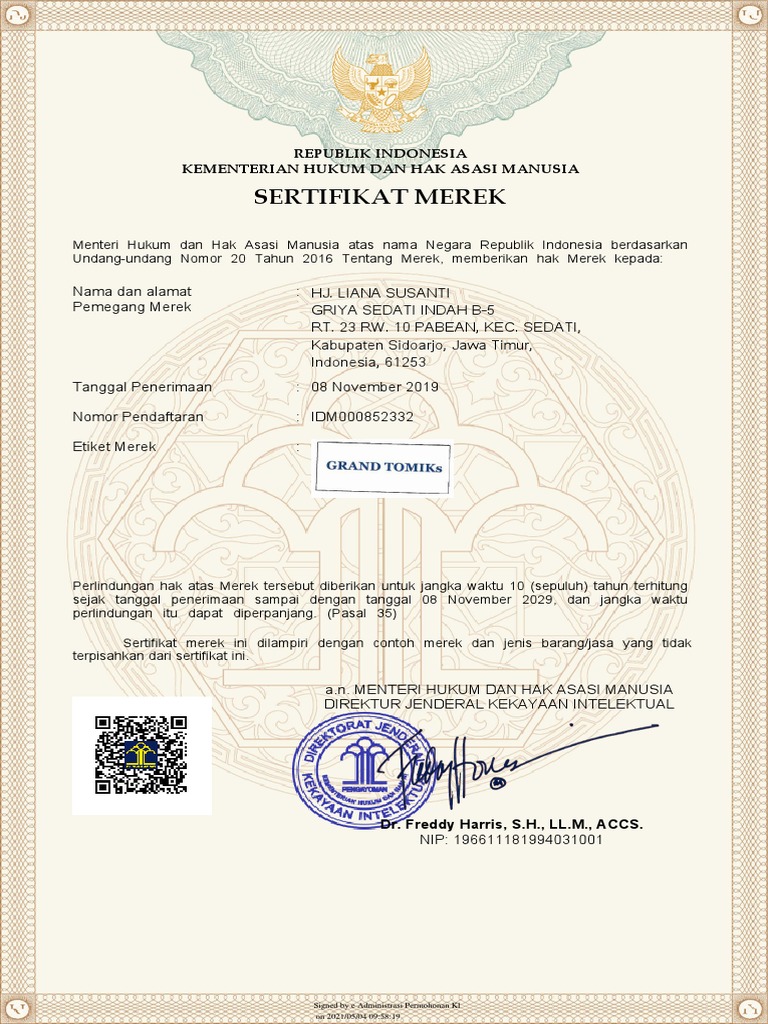 REPUBLIK INDONESIA
KEMENTERIAN HUKUM DAN HAK ASASI MANUSIA
SERTIFIKAT MEREK
Menteri Hukum dan Hak Asasi Manusia atas nama Negara Republik Indonesia berdasarkan
Undang-undang Nomor 20 Tahun 2016 Tentang Merek, memberikan hak Merek kepada:
Nama dan alamat Pemegang Merek : HJ. LIANA SUSANTI
GRIYA SEDATI INDAH B-5
RT. 23 RW. 10 PABEAN, KEC. SEDATI,
Kabupaten Sidoarjo, Jawa Timur,
Indonesia, 61253
Tanggal Penerimaan : 08 November 2019
Nomor Pendaftaran : IDM000852332
Etiket Merek :
GRAND TOMIKs
Perlindungan hak atas Merek tersebut diberikan untuk jangka waktu 10 (sepuluh) tahun terhitung
sejak tanggal penerimaan sampai dengan tanggal 08 November 2029, dan jangka waktu
perlindungan itu dapat diperpanjang. (Pasal 35)
Sertifikat merek ini dilampiri dengan contoh merek dan jenis barang/jasa yang tidak
terpisahkan dari sertifikat ini.
a.n. MENTERI HUKUM DAN HAK ASASI MANUSIA
DIREKTUR JENDERAL KEKAYAAN INTELEKTUAL
DIREKTORAT JENDERAL
KEKAYAAN INTELEKTUAL
PENGAYOMAN
KEMENTERIAN HUKUM DAN
Dr. Freddy Harris, S.H., LL.M., ACCS.
NIP: 196611181994031001
Signed by e Administrasi Permohonan KI
on 2021/05/04 09:58:19